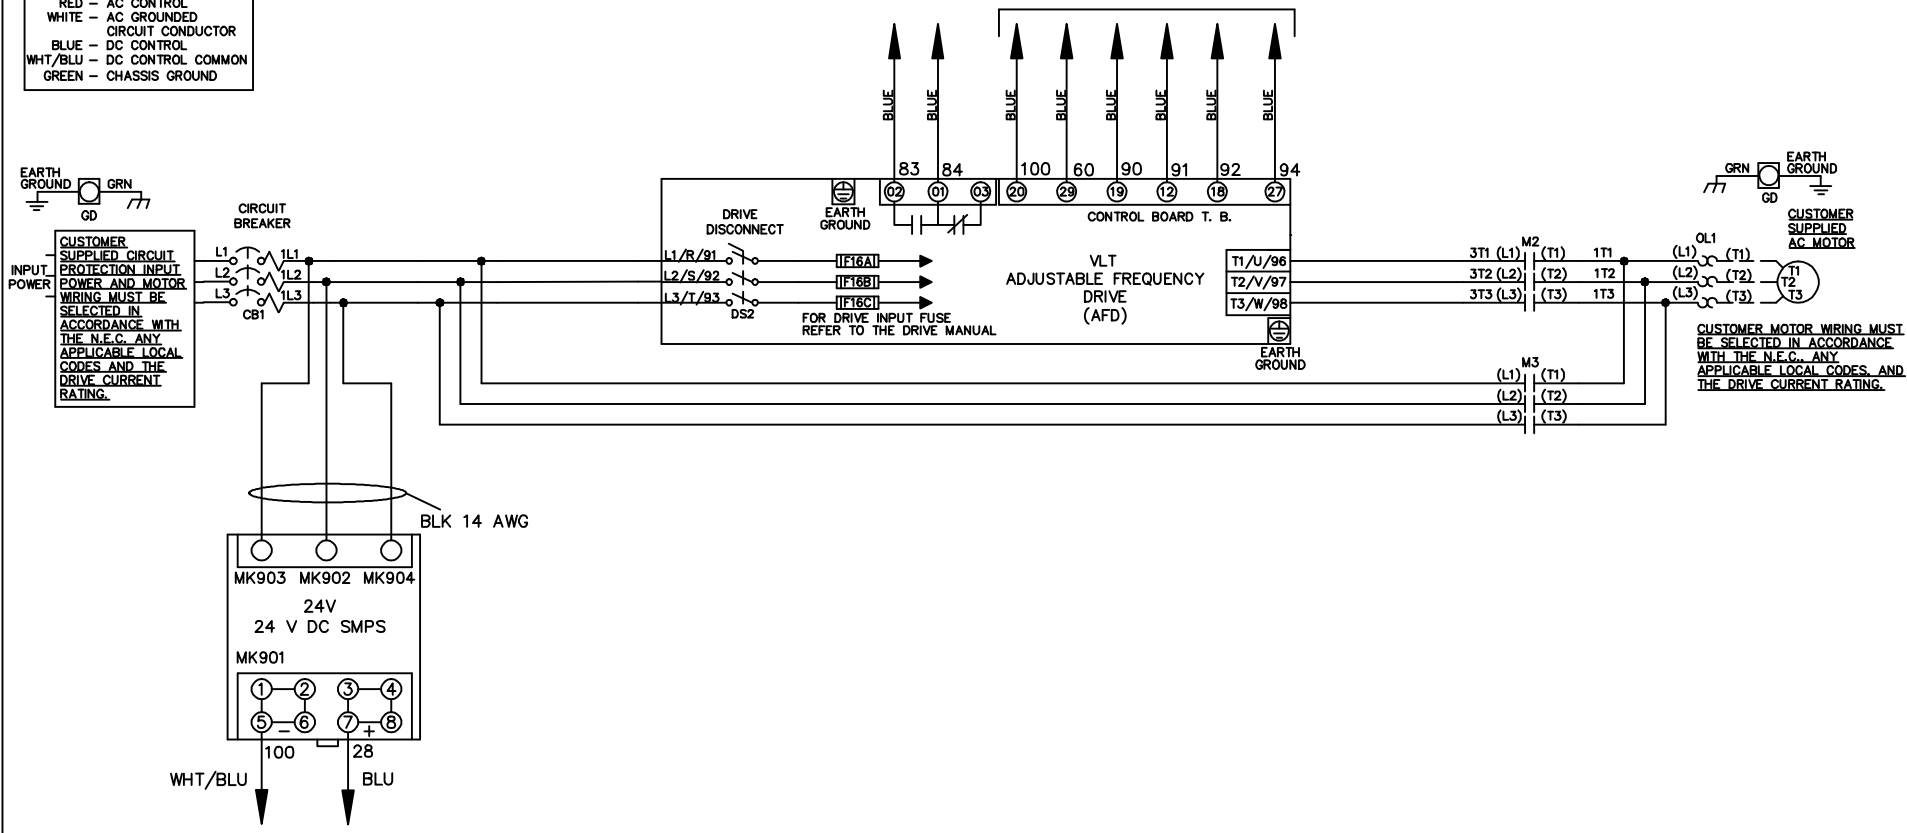 RED – AC CONTROL
WHITE – AC GROUNDED
CIRCUIT CONDUCTOR
BLUE – DC CONTROL
WHT/BLU – DC CONTROL COMMON
GREEN – CHASSIS GROUND
BLUE
BLUE
BLUE
BLUE
BLUE
BLUE
BLUE
BLUE
83
84
100
60
90
91
92
94
02
01
03
20
29
19
12
18
27
EARTH
GROUND
CONTROL BOARD T. B.
EARTH
GROUND
GRN
GD
CIRCUIT
BREAKER
CUSTOMER
SUPPLIED CIRCUIT
PROTECTION INPUT
POWER AND MOTOR
WIRING MUST BE
SELECTED IN
ACCORDANCE WITH
THE N.E.C. ANY
APPLICABLE LOCAL
CODES AND THE
DRIVE CURRENT
RATING.
INPUT
POWER
L1
L2
L3
1L1
1L2
1L3
CB1
DRIVE
DISCONNECT
L1/R/91
L2/S/92
L3/T/93
DS2
F16A
F16B
F16C
FOR DRIVE INPUT FUSE
REFER TO THE DRIVE MANUAL
VLT
ADJUSTABLE FREQUENCY
DRIVE
(AFD)
T1/U/96
T2/V/97
T3/W/98
EARTH
GROUND
M2
3T1 (L1) (T1) 1T1
3T2 (L2) (T2) 1T2
3T3 (L3) (T3) 1T3
M3
(L1) (T1)
(L2) (T2)
(L3) (T3)
OL1
(L1) (T1)
(L2) (T2)
(L3) (T3)
T1
T2
T3
GRN
EARTH
GROUND
GD
CUSTOMER
SUPPLIED
AC MOTOR
CUSTOMER MOTOR WIRING MUST
BE SELECTED IN ACCORDANCE
WITH THE N.E.C., ANY
APPLICABLE LOCAL CODES, AND
THE DRIVE CURRENT RATING.
BLK 14 AWG
MK903 MK902 MK904
24V
24 V DC SMPS
MK901
1 2 3 4
5 6 7 8
– +
100 28
WHT/BLU BLU